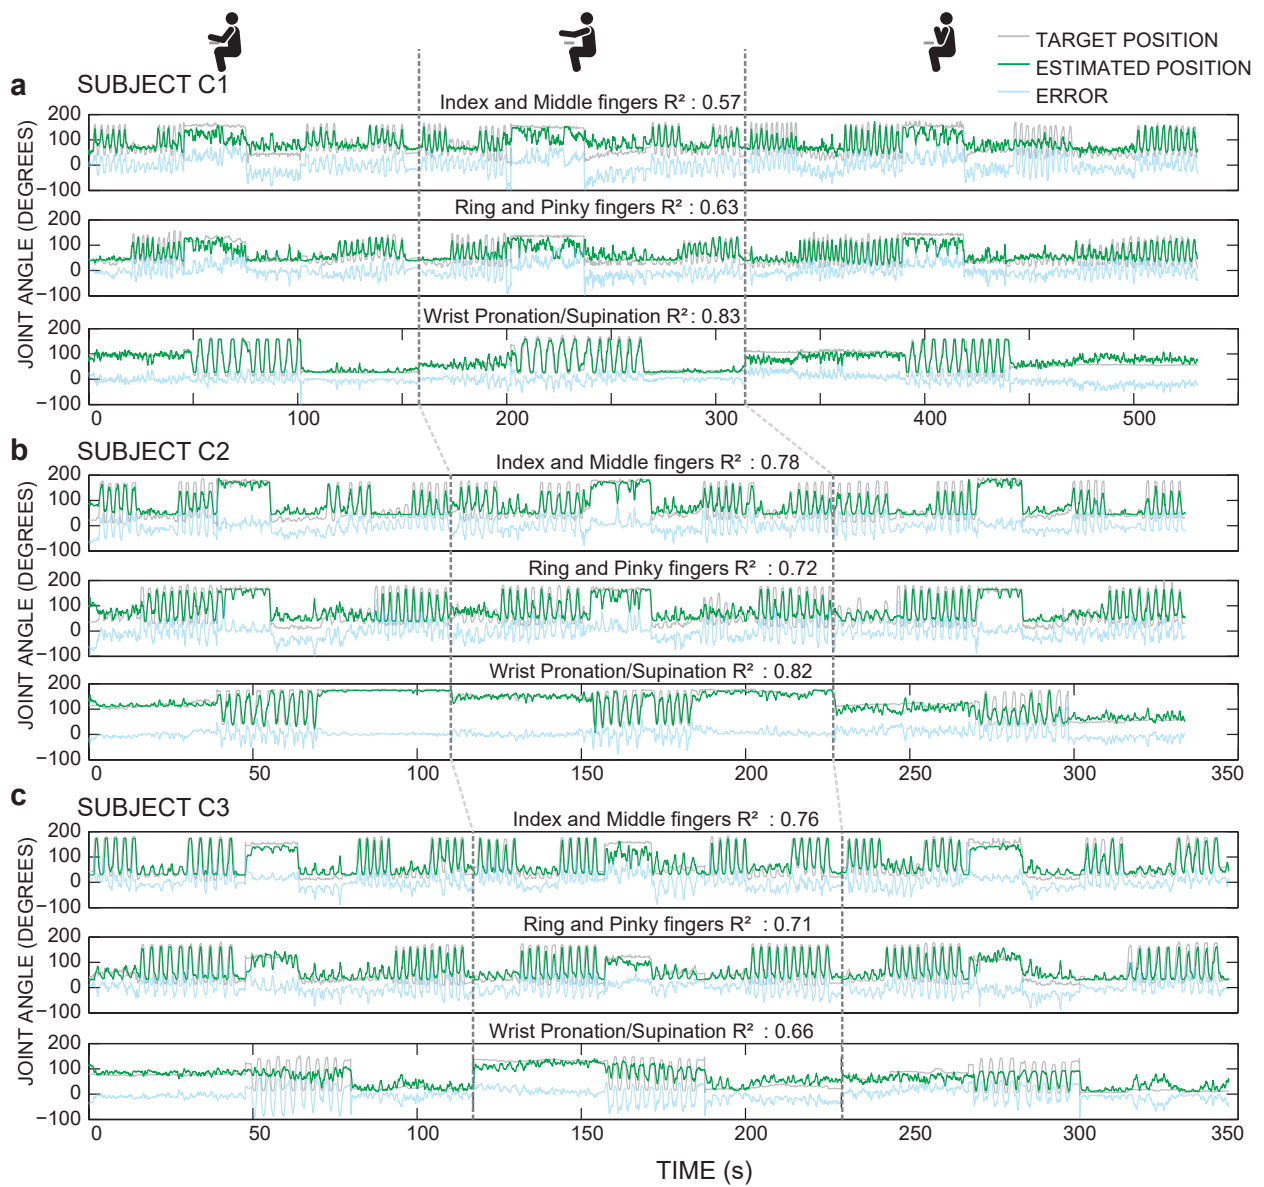 TARGET POSITION
ESTIMATED POSITION
ERROR
a SUBJECT C1
JOINT ANGLE (DEGREES)
Index and Middle fingers R² : 0.57
200
100
0
−100
Ring and Pinky fingers R² : 0.63
200
100
0
−100
Wrist Pronation/Supination R² : 0.83
200
100
0
−100
0 100 200 300 400 500
b SUBJECT C2
JOINT ANGLE (DEGREES)
Index and Middle fingers R² : 0.78
200
100
0
−100
Ring and Pinky fingers R² : 0.72
200
100
0
−100
Wrist Pronation/Supination R² : 0.82
200
100
0
−100
0 50 100 150 200 250 300 350
c SUBJECT C3
JOINT ANGLE (DEGREES)
Index and Middle fingers R² : 0.76
200
100
0
−100
Ring and Pinky fingers R² : 0.71
200
100
0
−100
Wrist Pronation/Supination R² : 0.66
200
100
0
−100
0 50 100 150 200 250 300 350
TIME (s)